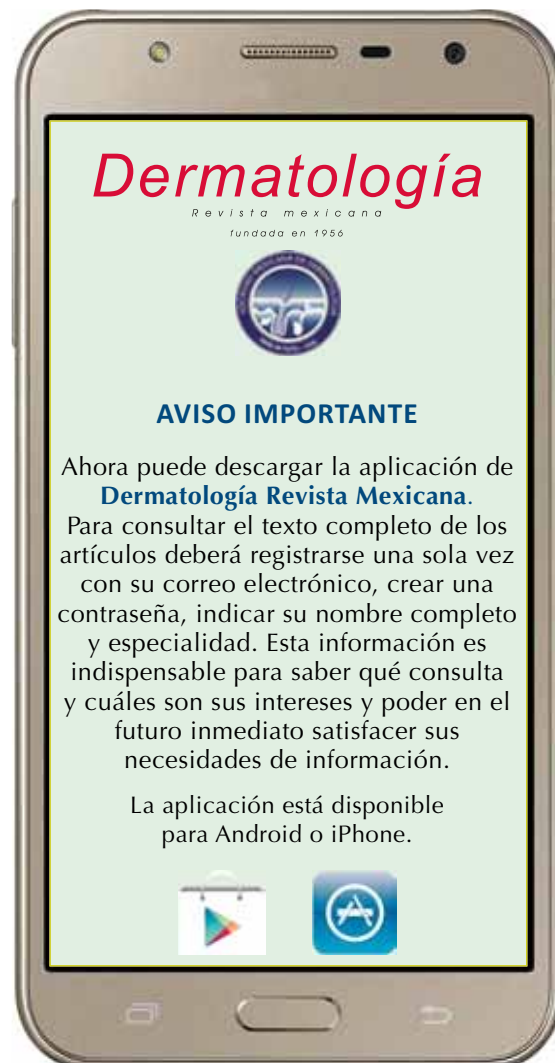 Dermatología
Revista mexicana
fundada en 1956
AVISO IMPORTANTE
Ahora puede descargar la aplicación de
Dermatología Revista Mexicana.
Para consultar el texto completo de los
artículos deberá registrarse una sola vez
con su correo electrónico, crear una
contraseña, indicar su nombre completo
y especialidad. Esta información es
indispensable para saber qué consulta
y cuáles son sus intereses y poder en el
futuro inmediato satisfacer sus
necesidades de información.
La aplicación está disponible
para Android o iPhone.